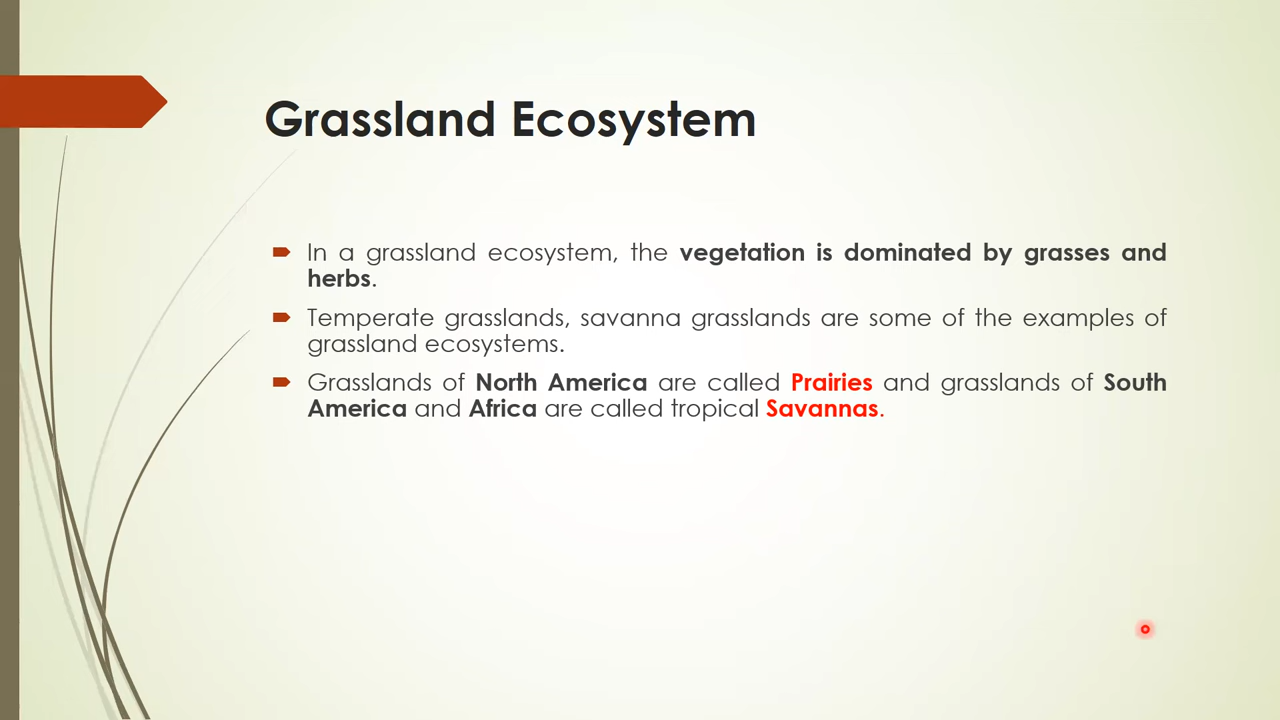 Grassland Ecosystem
In a grassland ecosystem, the vegetation is dominated by grasses and
herbs.
Temperate grasslands, savanna grasslands are some of the examples of
grassland ecosystems.
Grasslands of North America are called Prairies and grasslands of South
America and Africa are called tropical Savannas.